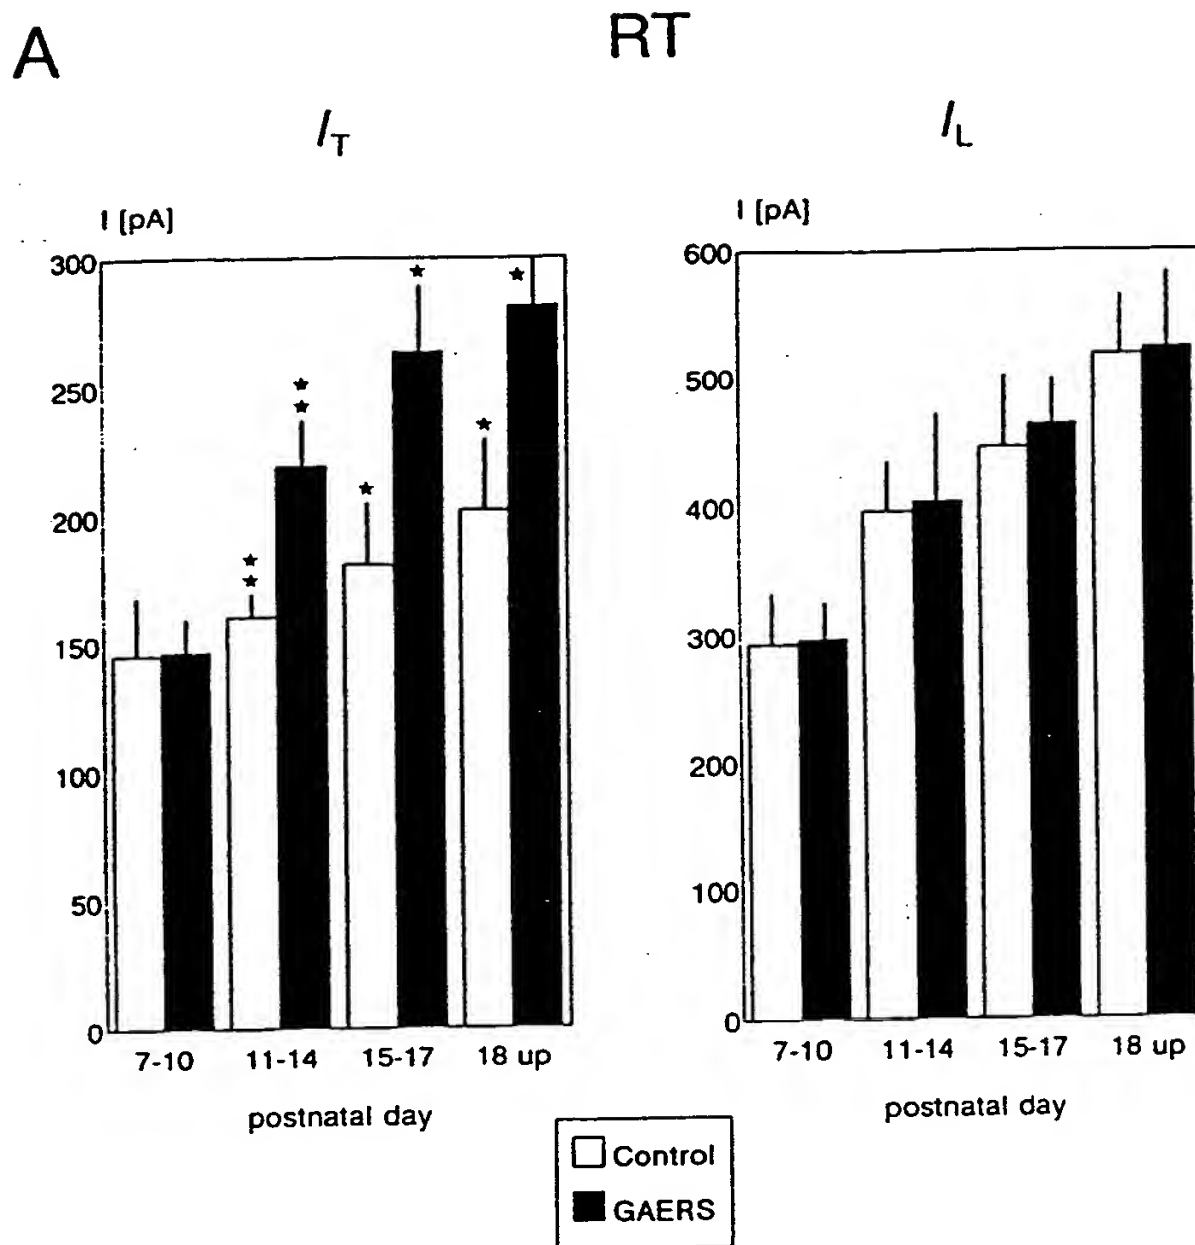 A
RT
I_T
I_L
I [pA]
I [pA]
300
250
200
150
100
50
0
★
★
★
★
★
★
★
★
7-10 11-14 15-17 18 up
postnatal day
600
500
400
300
200
100
0
7-10 11-14 15-17 18 up
postnatal day
Control
GAERS